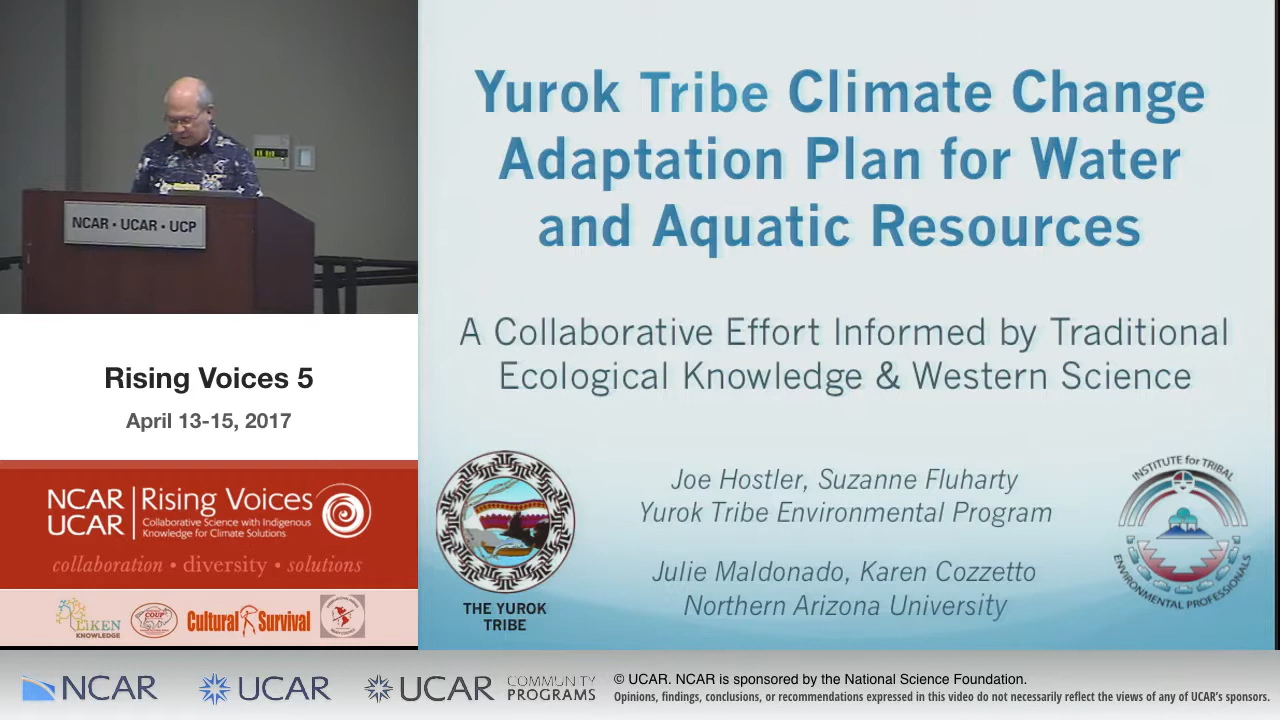 NCAR • UCAR • UCP
Yurok Tribe Climate Change
Adaptation Plan for Water
and Aquatic Resources
A Collaborative Effort Informed by Traditional
Ecological Knowledge & Western Science
Joe Hostler, Suzanne Fluharty
Yurok Tribe Environmental Program
Julie Maldonado, Karen Cozzetto
Northern Arizona University
THE YUROK
TRIBE
INSTITUTE for TRIBAL
ENVIRONMENTAL PROFESSIONALS
Rising Voices 5
April 13-15, 2017
NCAR
UCAR
Rising Voices
Collaborative Science with Indigenous
Knowledge for Climate Solutions
collaboration • diversity • solutions
LiKEN
KNOWLEDGE
Cultural Survival
NCAR
UCAR
UCAR
COMMUNITY
PROGRAMS
© UCAR. NCAR is sponsored by the National Science Foundation.
Opinions, findings, conclusions, or recommendations expressed in this video do not necessarily reflect the views of any of UCAR's sponsors.